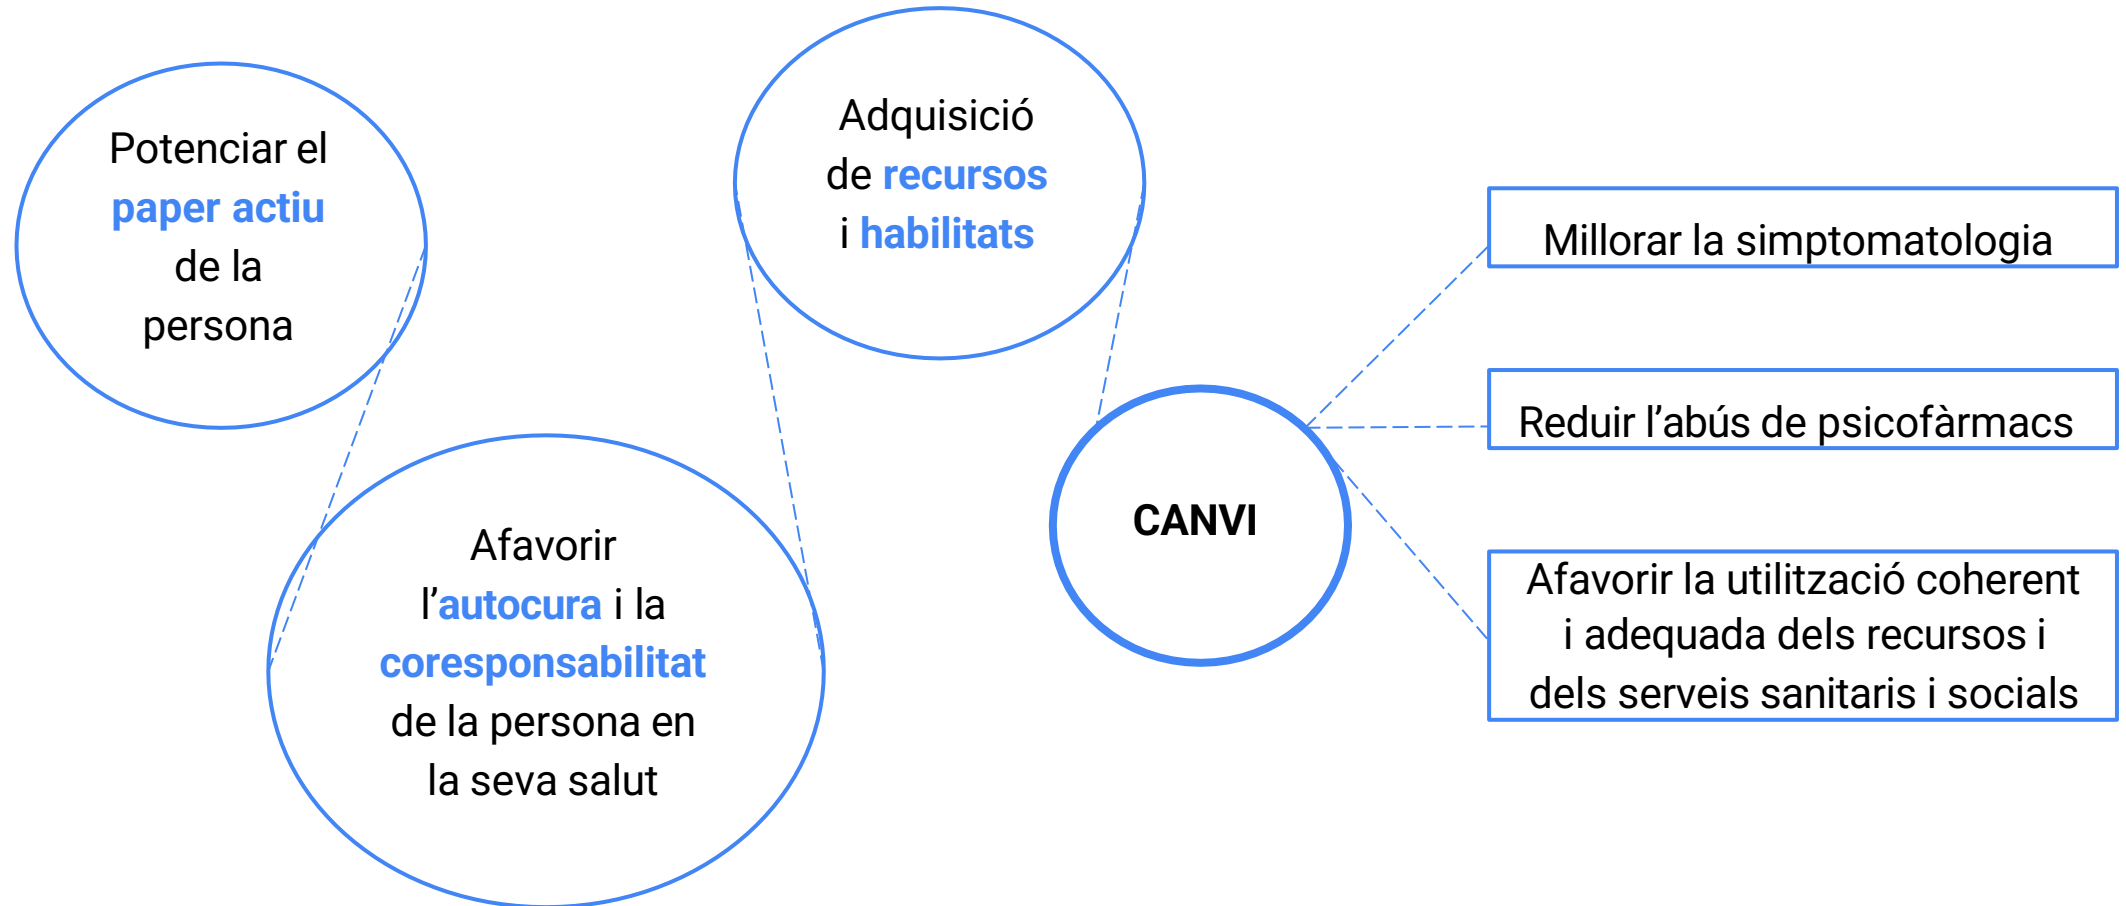 Potenciar el
paper actiu
de la
persona
Afavorir
l’autocura i la
coresponsabilitat
de la persona en
la seva salut
Adquisició
de recursos
i habilitats
CANVI
Millorar la simptomatologia
Reduir l’abús de psicofàrmacs
Afavorir la utilització coherent
i adequada dels recursos i
dels serveis sanitaris i socials